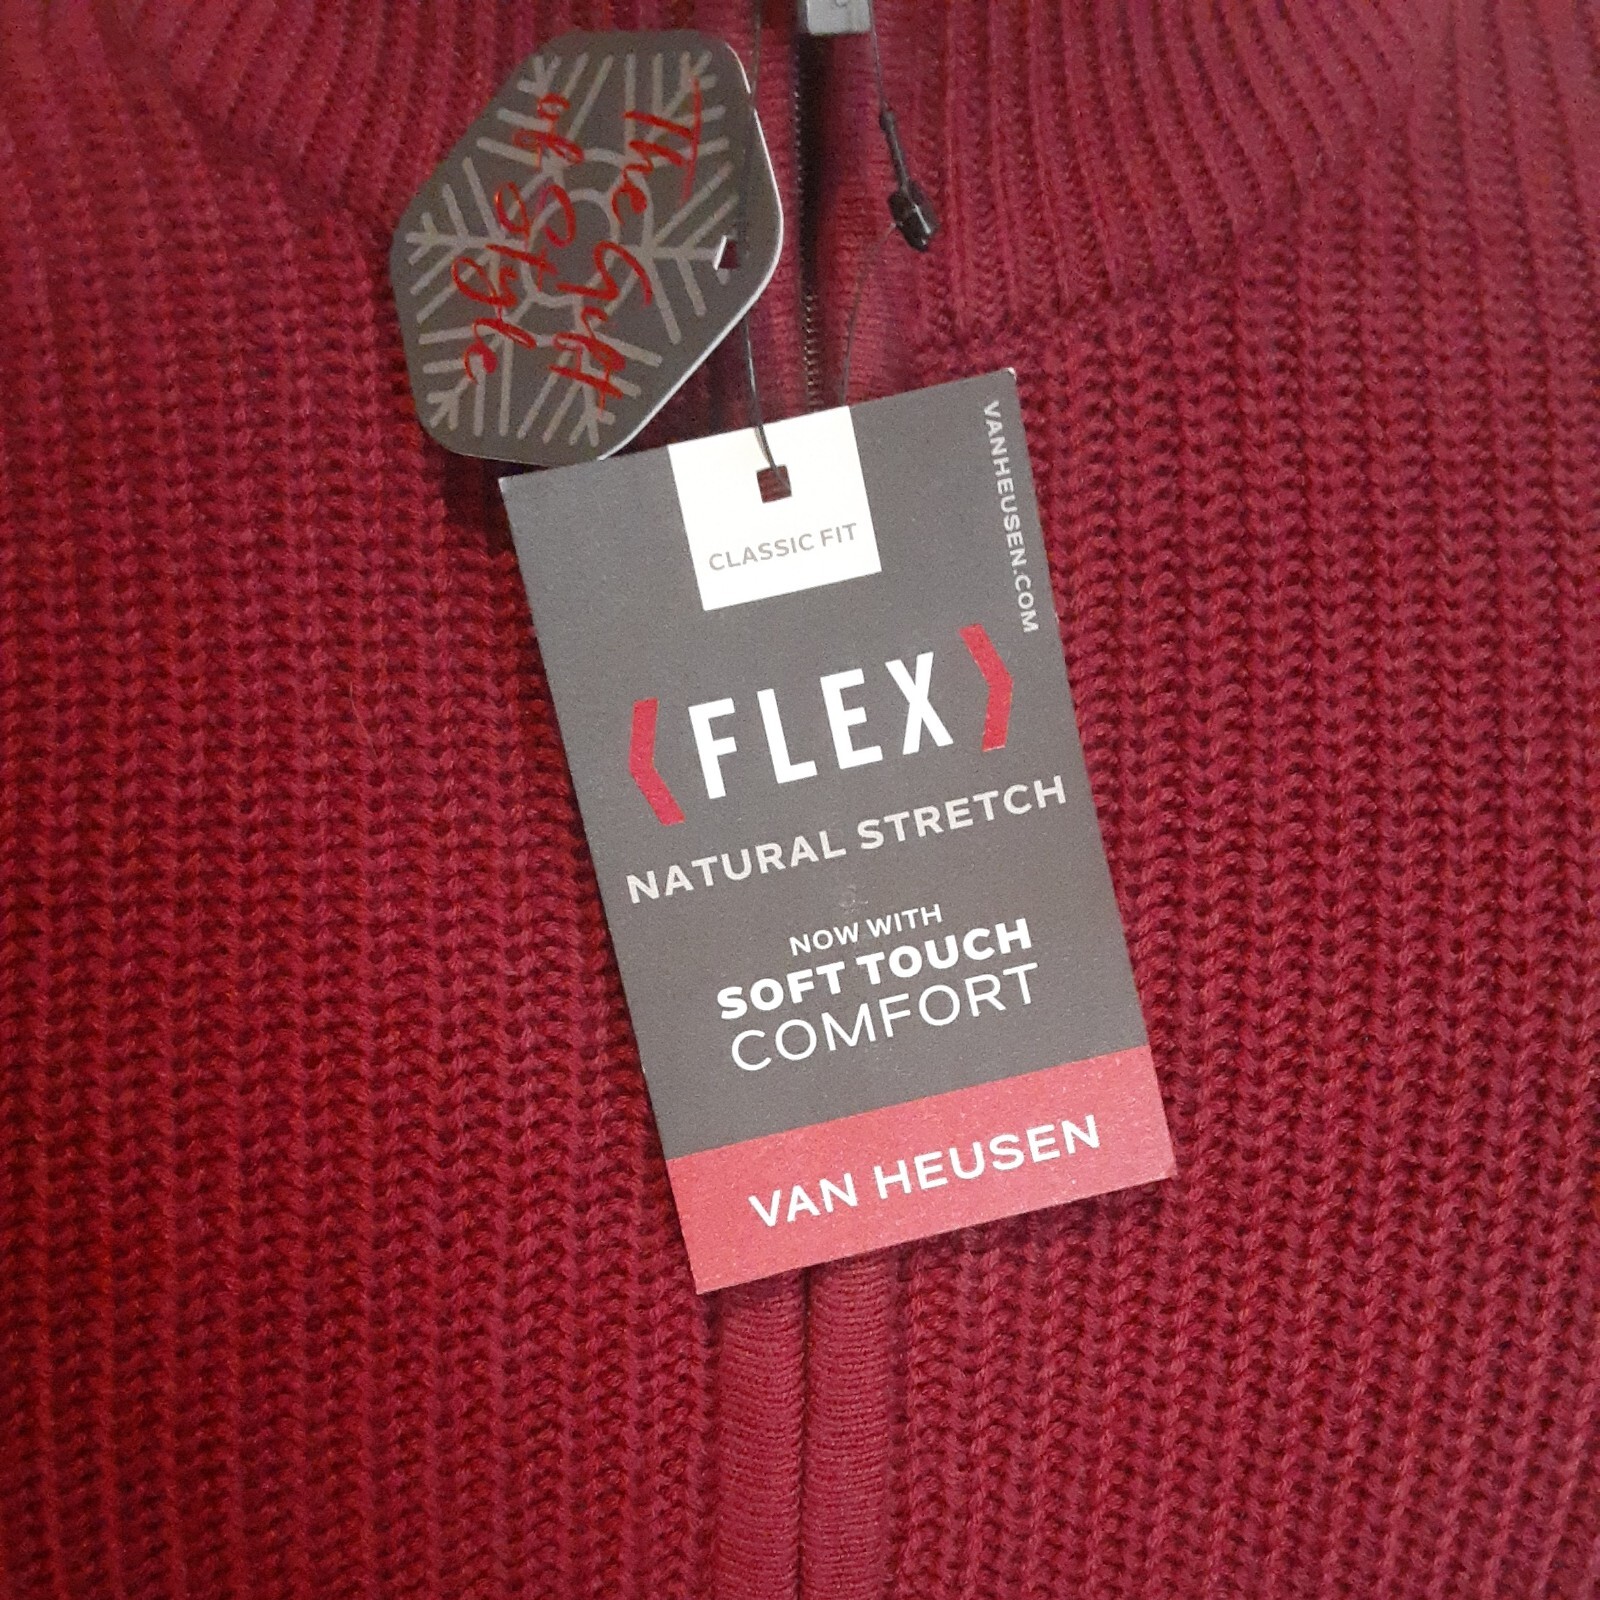 The Gift
of Style
CLASSIC FIT
VANHEUSEN.COM
FLEX
NATURAL STRETCH
NOW WITH
SOFT TOUCH
COMFORT
VAN HEUSEN